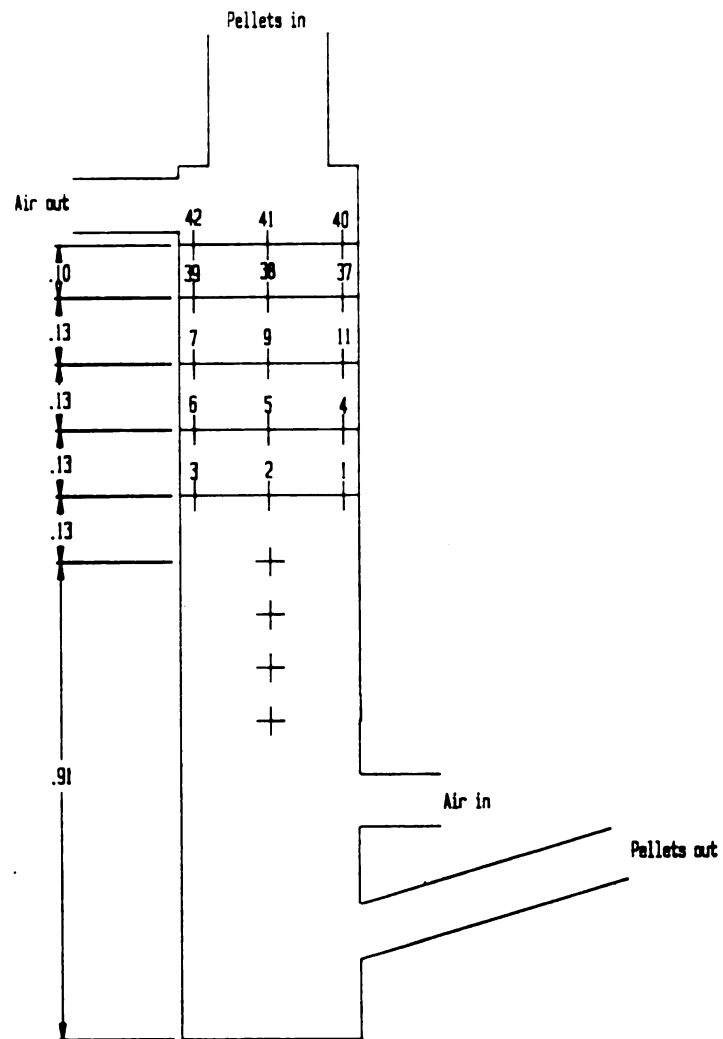 Pellets in
Air out
42 41 40
.10
39 38 37
.13
7 9 11
.13
6 5 4
.13
3 2 1
.13
.91
Air in
Pellets out